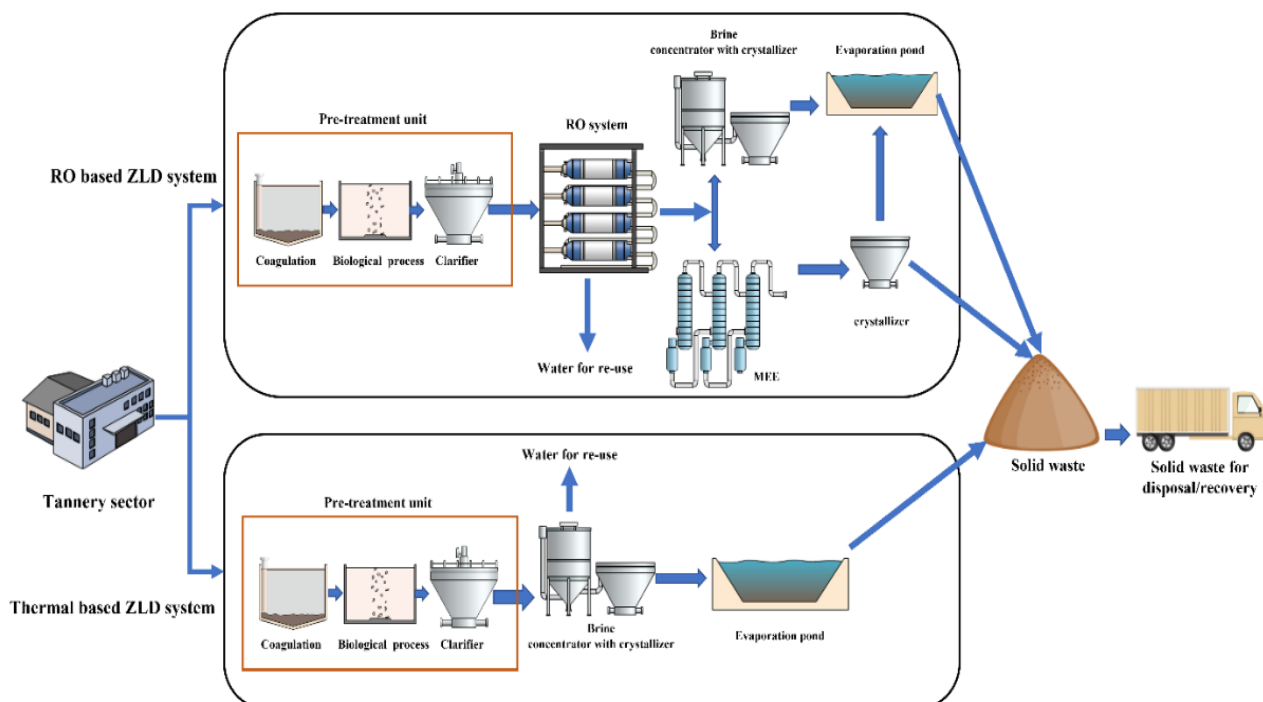 Brine
concentrator with crystallizer
Evaporation pond
Pre-treatment unit
RO system
RO based ZLD system
Coagulation
Biological process
Clarifier
crystallizer
Water for re-use
MEE
Tannery sector
Solid waste
Solid waste for
disposal/recovery
Water for re-use
Pre-treatment unit
Thermal based ZLD system
Coagulation
Biological process
Clarifier
Brine
concentrator with crystallizer
Evaporation pond